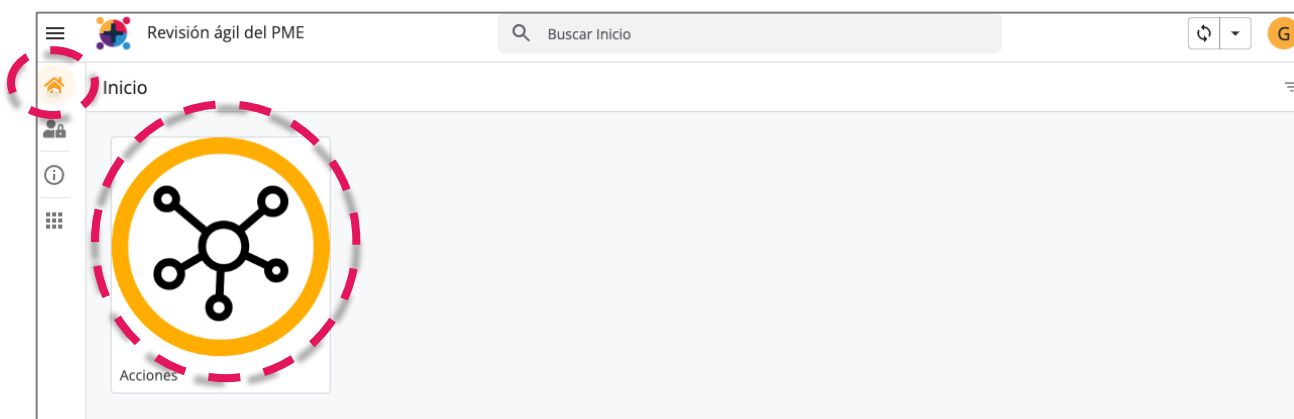 Revisión ágil del PME
Buscar Inicio
G
Inicio
Acciones